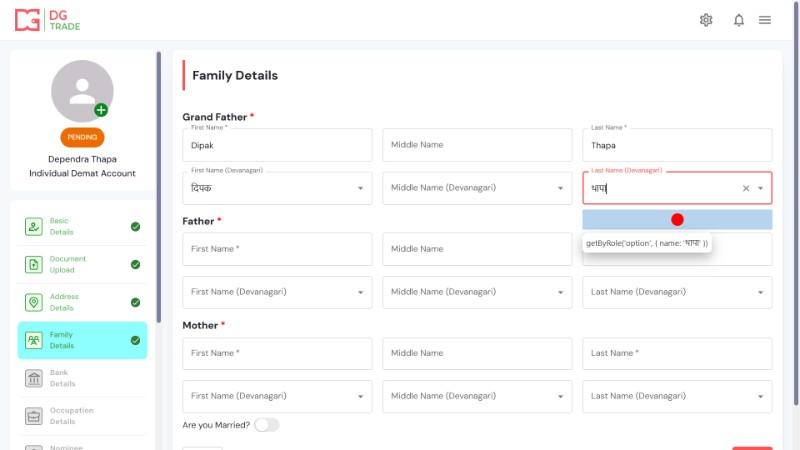 DG
TRADE
PENDING
Dependra Thapa
Individual Demat Account
Basic
Details
Document
Upload
Address
Details
Family
Details
Bank
Details
Occupation
Details
Nominee
Family Details
Grand Father *
First Name *
Dipak
Middle Name
Last Name *
Thapa
First Name (Devanagari)
दिपक
Middle Name (Devanagari)
Last Name (Devanagari)
थापा
getByRole('option', { name: 'थापा' })
Father *
First Name *
Middle Name
First Name (Devanagari)
Middle Name (Devanagari)
Last Name (Devanagari)
Mother *
First Name *
Middle Name
Last Name *
First Name (Devanagari)
Middle Name (Devanagari)
Last Name (Devanagari)
Are you Married?